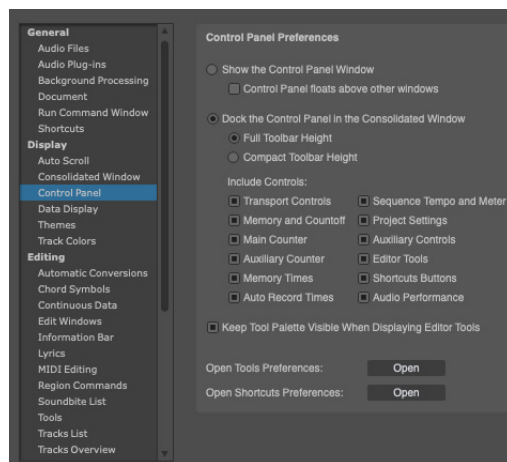 General
Audio Files
Audio Plug-ins
Background Processing
Document
Run Command Window
Shortcuts
Display
Auto Scroll
Consolidated Window
Control Panel
Data Display
Themes
Track Colors
Editing
Automatic Conversions
Chord Symbols
Continuous Data
Edit Windows
Information Bar
Lyrics
MIDI Editing
Region Commands
Soundbite List
Tools
Tracks List
Tracks Overview
Control Panel Preferences
Show the Control Panel Window
Control Panel floats above other windows
Dock the Control Panel in the Consolidated Window
Full Toolbar Height
Compact Toolbar Height
Include Controls:
Transport Controls Sequence Tempo and Meter
Memory and Countoff Project Settings
Main Counter Auxiliary Controls
Auxiliary Counter Editor Tools
Memory Times Shortcuts Buttons
Auto Record Times Audio Performance
Keep Tool Palette Visible When Displaying Editor Tools
Open Tools Preferences: Open
Open Shortcuts Preferences: Open